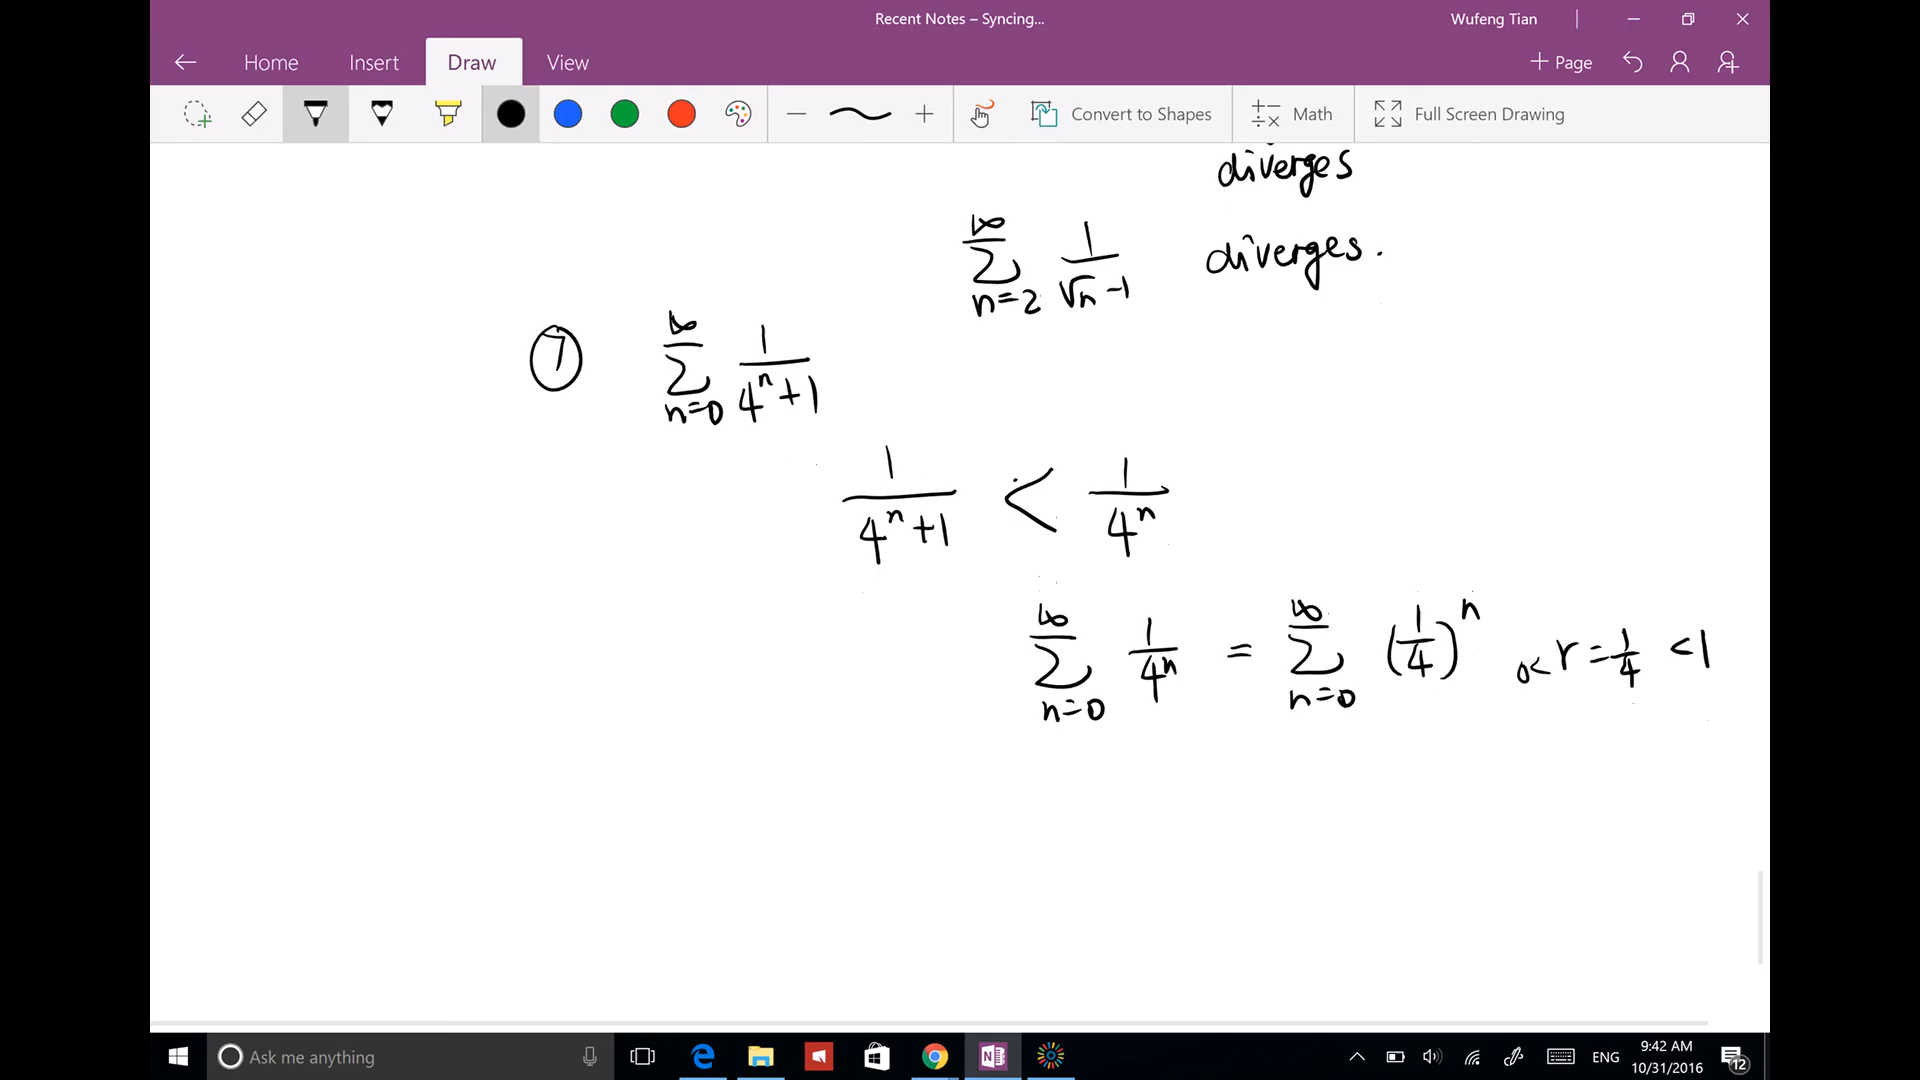 Recent Notes – Syncing...
Wufeng Tian
Home Insert Draw View
Page
Convert to Shapes
Math
Full Screen Drawing
diverges
∞ ∑ n=2 1/(√n −1) diverges.
⑦ ∞ ∑ n=0 1/(4^n +1)
1/(4^n +1) < 1/4^n
∞ ∑ n=0 1/4^n = ∞ ∑ n=0 (1/4)^n 0< r = 1/4 <1
Ask me anything
ENG
9:42 AM
10/31/2016
12